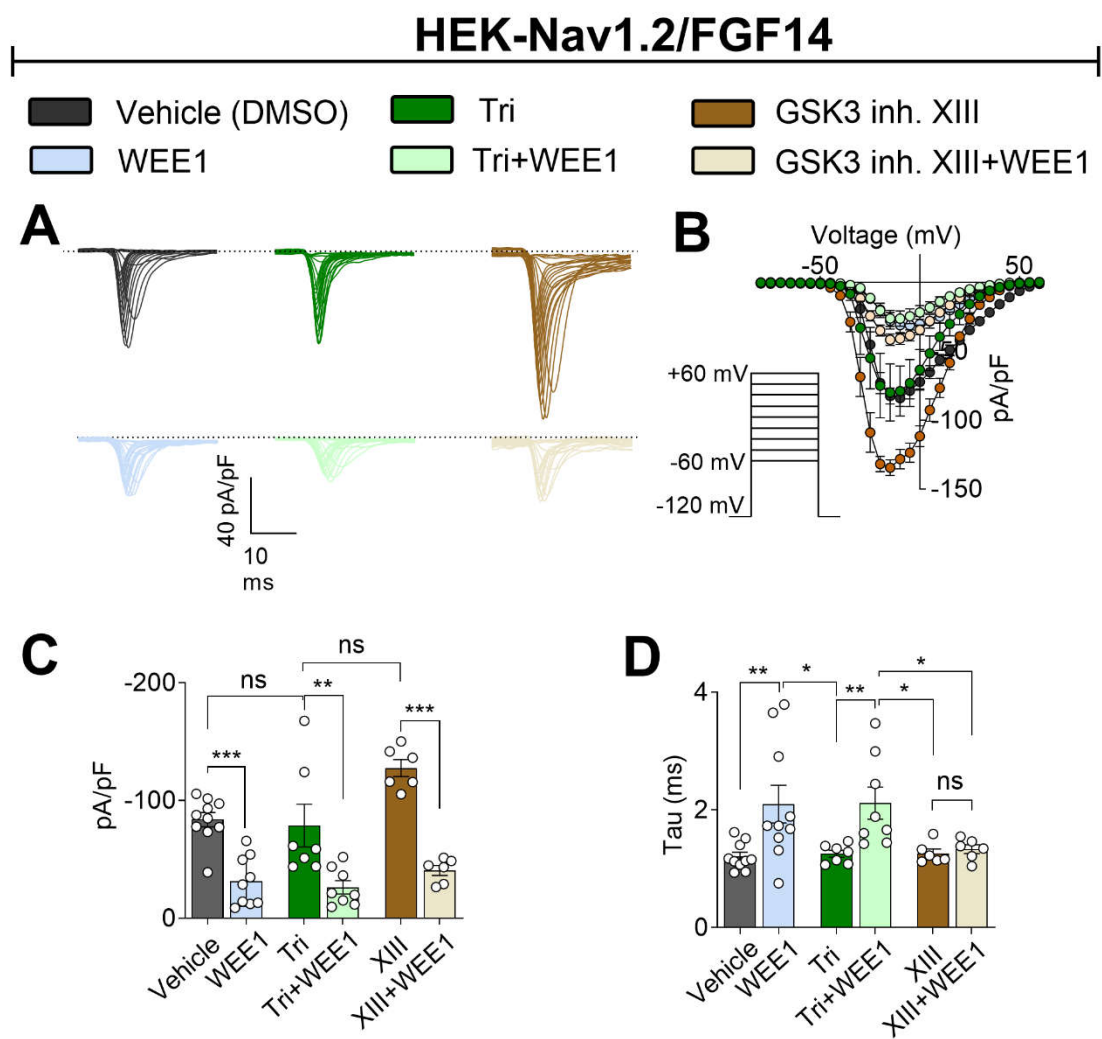 HEK-Nav1.2/FGF14
Vehicle (DMSO)
Tri
GSK3 inh. XIII
WEE1
Tri+WEE1
GSK3 inh. XIII+WEE1
A
40 pA/pF
10
ms
B
Voltage (mV)
-50
50
-100
-150
pA/pF
+60 mV
-60 mV
-120 mV
C
pA/pF
-200
-100
0
ns
ns
***
**
***
Vehicle
WEE1
Tri
Tri+WEE1
XIII
XIII+WEE1
D
Tau (ms)
4
2
0
**
*
**
*
*
ns
Vehicle
WEE1
Tri
Tri+WEE1
XIII
XIII+WEE1